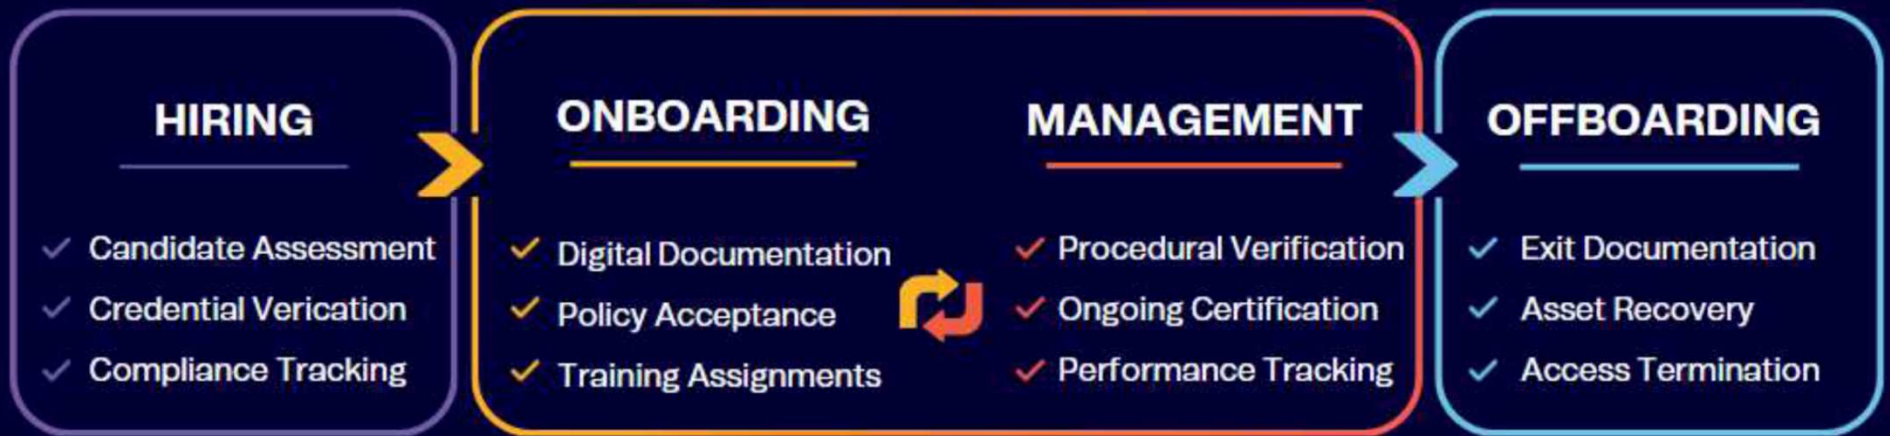 HIRING
Candidate Assessment
Credential Verication
Compliance Tracking
ONBOARDING
Digital Documentation
Policy Acceptance
Training Assignments
MANAGEMENT
Procedural Verification
Ongoing Certification
Performance Tracking
OFFBOARDING
Exit Documentation
Asset Recovery
Access Termination